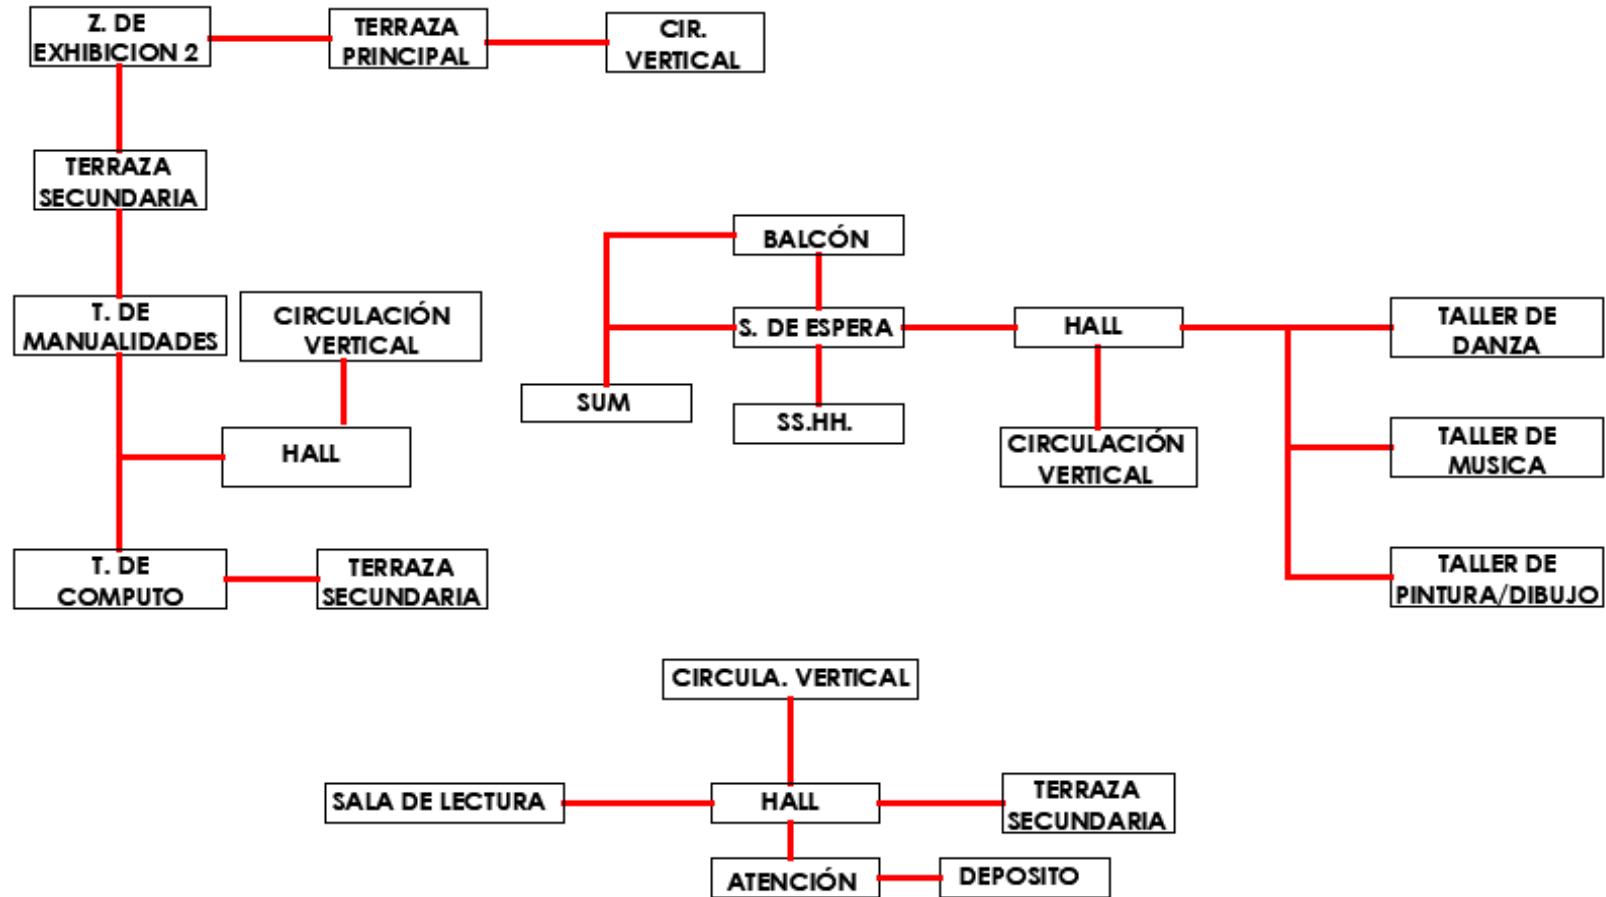 Z. DE
EXHIBICION 2
TERRAZA
PRINCIPAL
CIR.
VERTICAL
TERRAZA
SECUNDARIA
T. DE
MANUALIDADES
CIRCULACIÓN
VERTICAL
HALL
T. DE
COMPUTO
TERRAZA
SECUNDARIA
BALCÓN
S. DE ESPERA
SUM
SS.HH.
HALL
CIRCULACIÓN
VERTICAL
TALLER DE
DANZA
TALLER DE
MUSICA
TALLER DE
PINTURA/DIBUJO
CIRCULA. VERTICAL
SALA DE LECTURA
HALL
TERRAZA
SECUNDARIA
ATENCIÓN
DEPOSITO